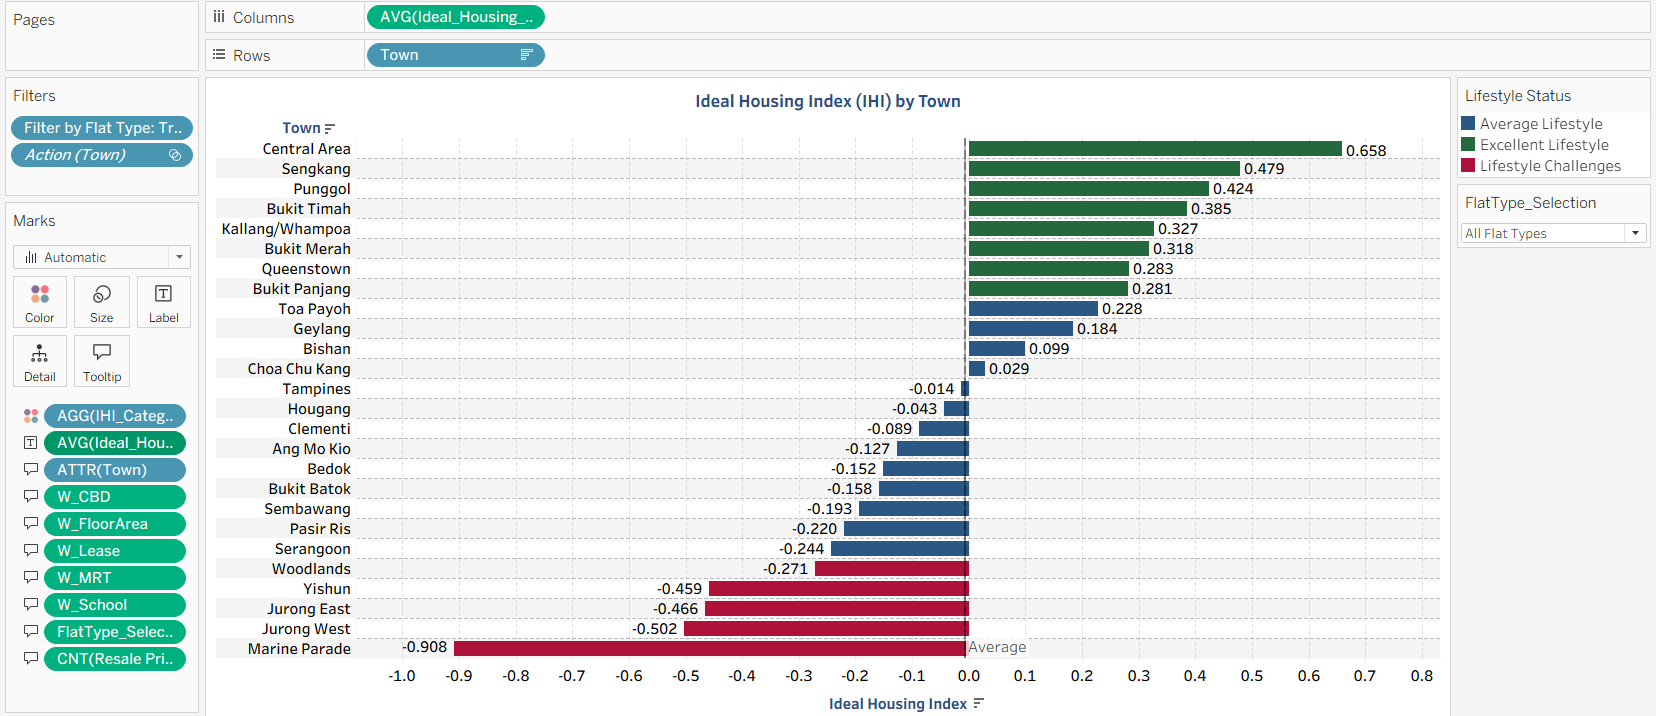 Pages
Columns
AVG(Ideal_Housing_..
Rows
Town
Filters
Filter by Flat Type: Tr..
Action (Town)
Marks
Automatic
Color
Size
Label
Detail
Tooltip
AGG(IHI_Categ..
AVG(Ideal_Hou..
ATTR(Town)
W_CBD
W_FloorArea
W_Lease
W_MRT
W_School
FlatType_Selec..
CNT(Resale Pri..
Ideal Housing Index (IHI) by Town
Town
Central Area 0.658
Sengkang 0.479
Punggol 0.424
Bukit Timah 0.385
Kallang/Whampoa 0.327
Bukit Merah 0.318
Queenstown 0.283
Bukit Panjang 0.281
Toa Payoh 0.228
Geylang 0.184
Bishan 0.099
Choa Chu Kang 0.029
Tampines -0.014
Hougang -0.043
Clementi -0.089
Ang Mo Kio -0.127
Bedok -0.152
Bukit Batok -0.158
Sembawang -0.193
Pasir Ris -0.220
Serangoon -0.244
Woodlands -0.271
Yishun -0.459
Jurong East -0.466
Jurong West -0.502
Marine Parade -0.908 Average
-1.0 -0.9 -0.8 -0.7 -0.6 -0.5 -0.4 -0.3 -0.2 -0.1 0.0 0.1 0.2 0.3 0.4 0.5 0.6 0.7 0.8
Ideal Housing Index
Lifestyle Status
Average Lifestyle
Excellent Lifestyle
Lifestyle Challenges
FlatType_Selection
All Flat Types